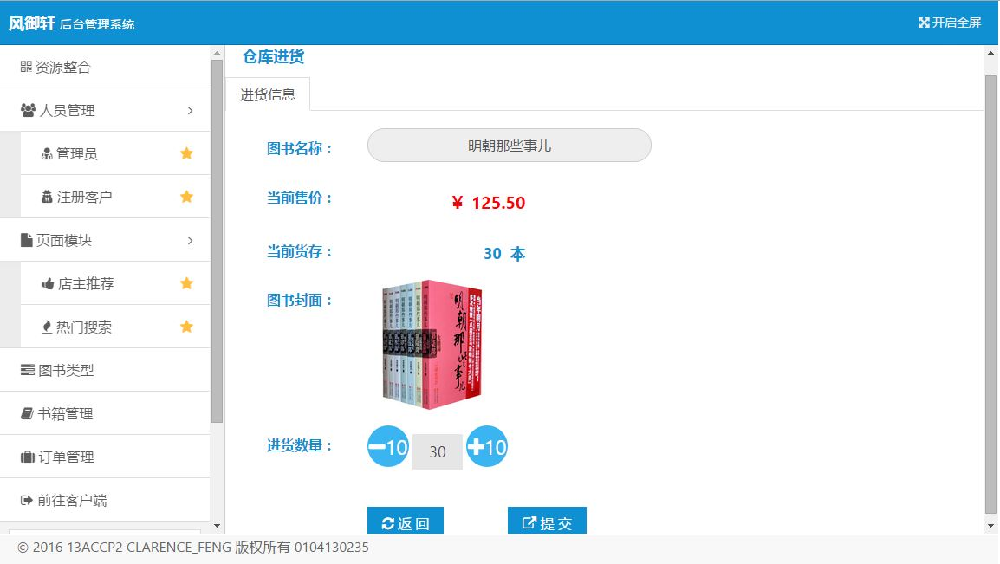 风御轩 后台管理系统
开启全屏
资源整合
人员管理
管理员
注册客户
页面模块
店主推荐
热门搜索
图书类型
书籍管理
订单管理
前往客户端
仓库进货
进货信息
图书名称：
明朝那些事儿
当前售价：
¥ 125.50
当前货存：
30 本
图书封面：
明朝那些事儿
当年明月
进货数量：
-10
30
+10
返 回
提 交
© 2016 13ACCP2 CLARENCE_FENG 版权所有 0104130235